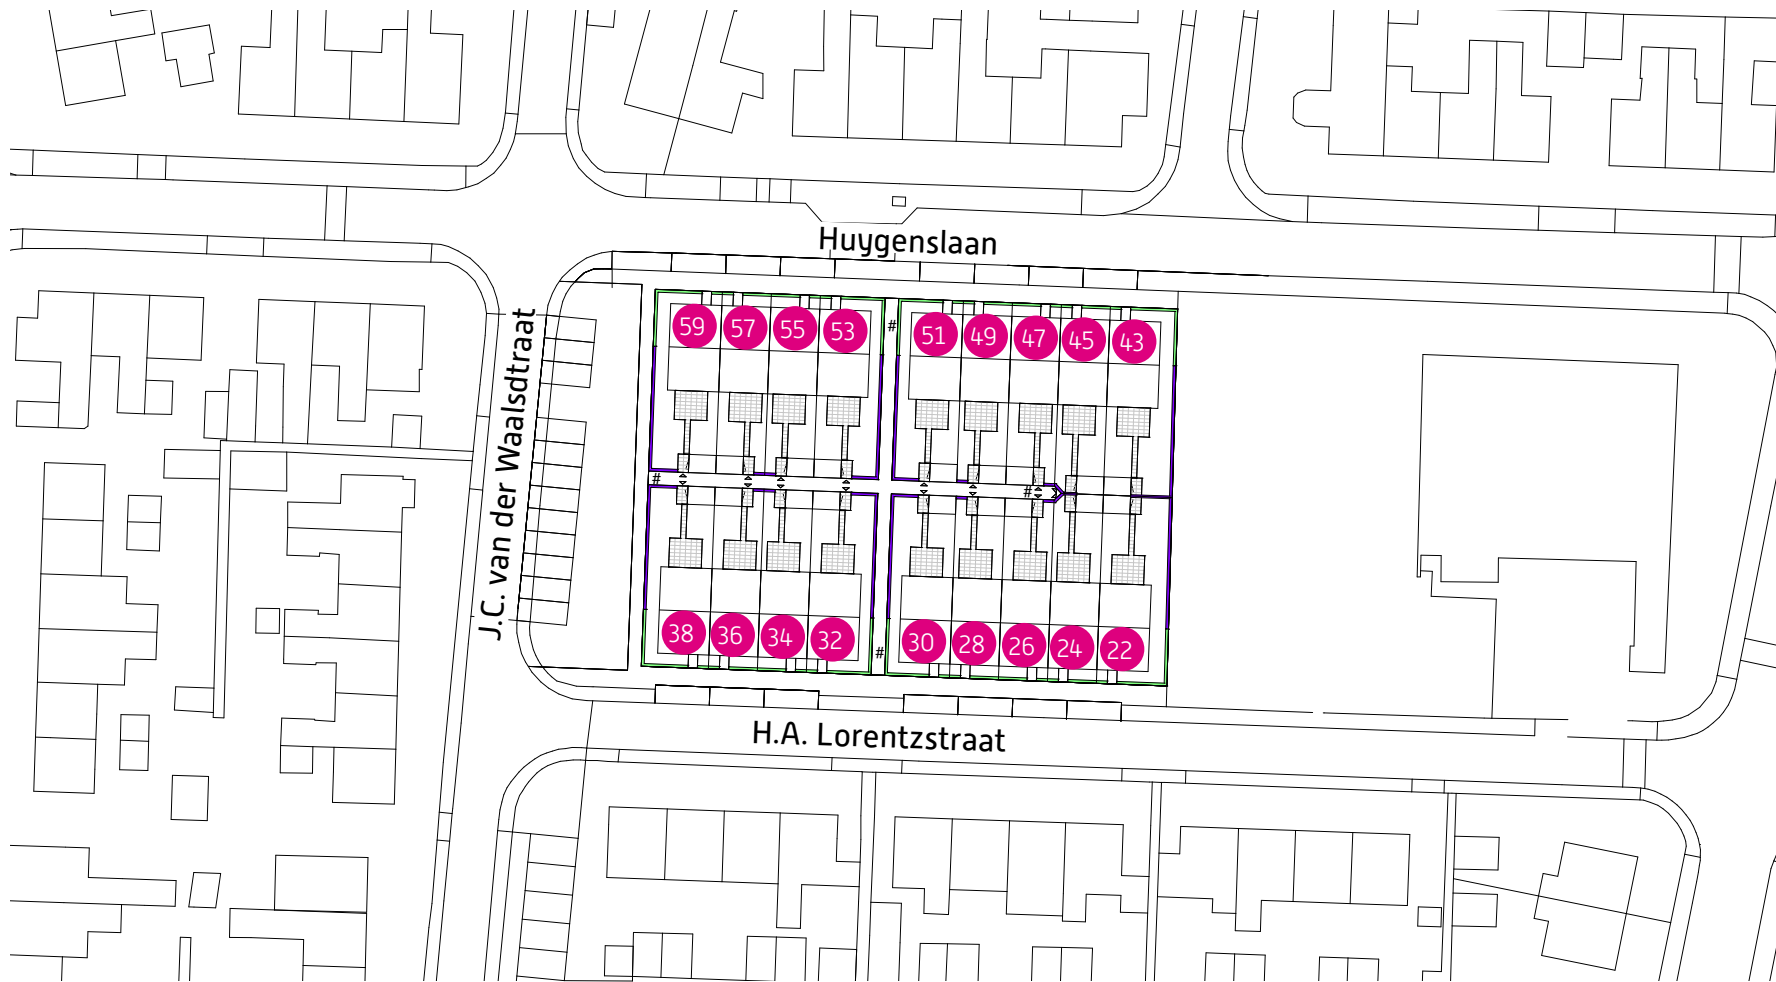 Huygenslaan
59 57 55 53 # 51 49 47 45 43
J.C. van der Waalsdtraat
# #
38 36 34 32 # 30 28 26 24 22
H.A. Lorentzstraat